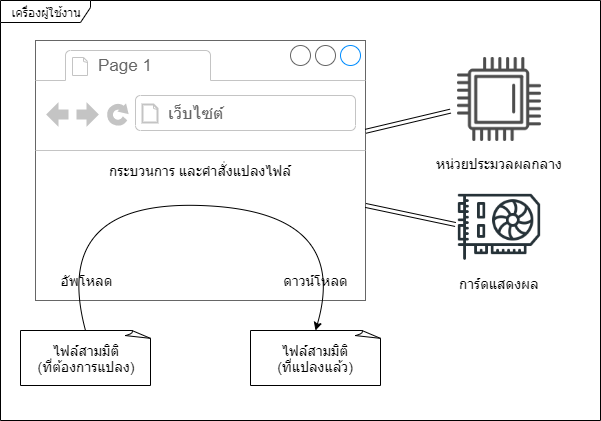 เครื่องผู้ใช้งาน
Page 1
เว็บไซต์
กระบวนการ และคำสั่งแปลงไฟล์
หน่วยประมวลผลกลาง
การ์ดแสดงผล
อัพโหลด
ดาวน์โหลด
ไฟล์สามมิติ
(ที่ต้องการแปลง)
ไฟล์สามมิติ
(ที่แปลงแล้ว)